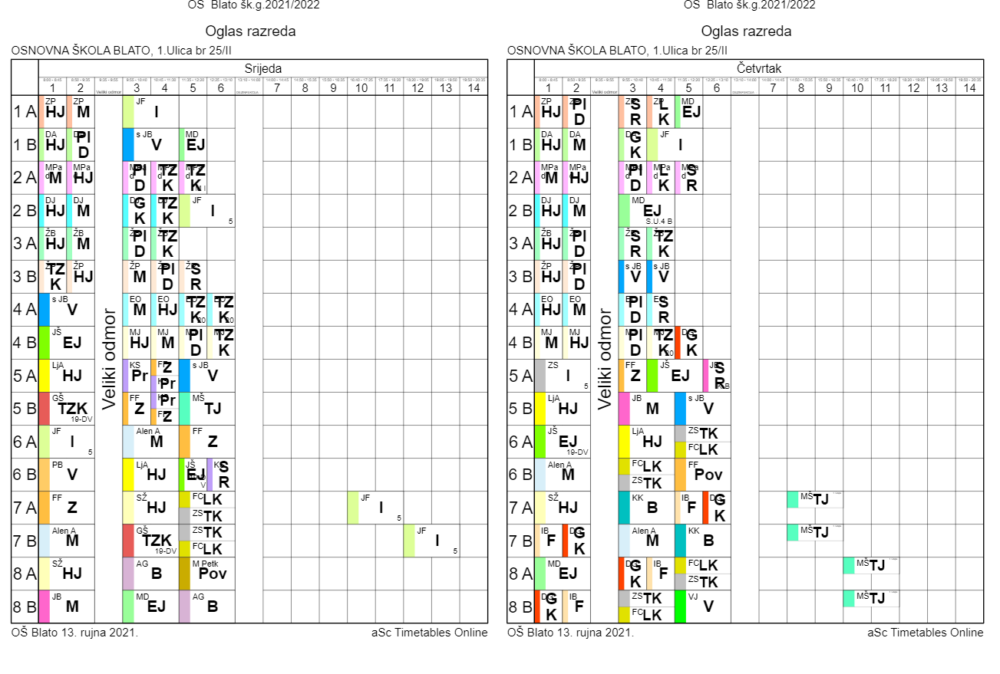 OŠ Blato šk.g.2021/2022
Oglas razreda
OSNOVNA ŠKOLA BLATO, 1.Ulica br 25/II
Srijeda
8:00 - 8:45 8:50 - 9:35 9:35 - 9:55 9:55 - 10:40 10:45 - 11:30 11:35 - 12:20 12:25 - 13:10 13:10 - 14:00 14:00 - 14:45 14:55 - 15:40 15:50 - 16:35 16:40 - 17:25 17:35 - 18:20 18:20 - 19:05 19:05 - 19:50 19:50 - 20:35
1 2 Veliki odmor 3 4 5 6 DEZINFEKCIJA 7 8 9 10 11 12 13 14
Veliki odmor
1 A ZP HJ ZP M JF I
1 B DA HJ PID s JB V MD EJ
2 A MPad M MPad HJ PID TZK TZK
2 B DJ HJ DJ M DJ GK DJ TZK JF I 5
3 A ŽB HJ ŽB M ŽB PID ŽB TZK
3 B ŽP TZK ŽP HJ ŽP M ŽP PID ŽP SR
4 A s JB V EO M EO HJ EO TZK EO TZK
4 B JŠ EJ MJ HJ MJ M MJ PID MJ TZK
5 A LjA HJ KS Pr FF Z KS Pr s JB V
5 B GŠ TZK 19-DV FF Z KS Pr FF Z MŠ TJ
6 A JF I 5 Alen A M FF Z
6 B PB V LjA HJ JŠ EJ KS SR
7 A FF Z SŽ HJ FC LK ZS TK JF I 5
7 B Alen A M GŠ TZK 19-DV ZS TK FC LK JF I 5
8 A SŽ HJ AG B M Petk Pov
8 B JB M MD EJ AG B
OŠ Blato 13. rujna 2021.
aSc Timetables Online
OŠ Blato šk.g.2021/2022
Oglas razreda
OSNOVNA ŠKOLA BLATO, 1.Ulica br 25/II
Četvrtak
8:00 - 8:45 8:50 - 9:35 9:35 - 9:55 9:55 - 10:40 10:45 - 11:30 11:35 - 12:20 12:25 - 13:10 13:10 - 14:00 14:00 - 14:45 14:55 - 15:40 15:50 - 16:35 16:40 - 17:25 17:35 - 18:20 18:20 - 19:05 19:05 - 19:50 19:50 - 20:35
1 2 Veliki odmor 3 4 5 6 DEZINFEKCIJA 7 8 9 10 11 12 13 14
Veliki odmor
1 A ZP HJ ZP PID ZP SR ZP LK MD EJ
1 B DA HJ DA M DA GK JF I
2 A MPad M MPad HJ MPad PID MPad LK MPad SR
2 B DJ HJ DJ M MD EJ S.U.4 B
3 A ŽB HJ ŽB PID ŽB SR ŽB TZK
3 B ŽP HJ ŽP PID s JB V s JB V
4 A EO HJ EO M EO PID EO SR
4 B MJ M MJ HJ MJ PID MJ TZK DG GK
5 A ZS I 5 FF Z JŠ EJ JB SR
5 B LjA HJ JB M s JB V
6 A JŠ EJ 19-DV LjA HJ ZS TK FC LK
6 B Alen A M FC LK ZS TK FF Pov
7 A SŽ HJ KK B IB F DG GK MŠ TJ
7 B IB F DG GK Alen A M KK B MŠ TJ
8 A MD EJ DG GK IB F FC LK ZS TK MŠ TJ
8 B DG GK IB F ZS TK FC LK VJ V MŠ TJ
OŠ Blato 13. rujna 2021.
aSc Timetables Online